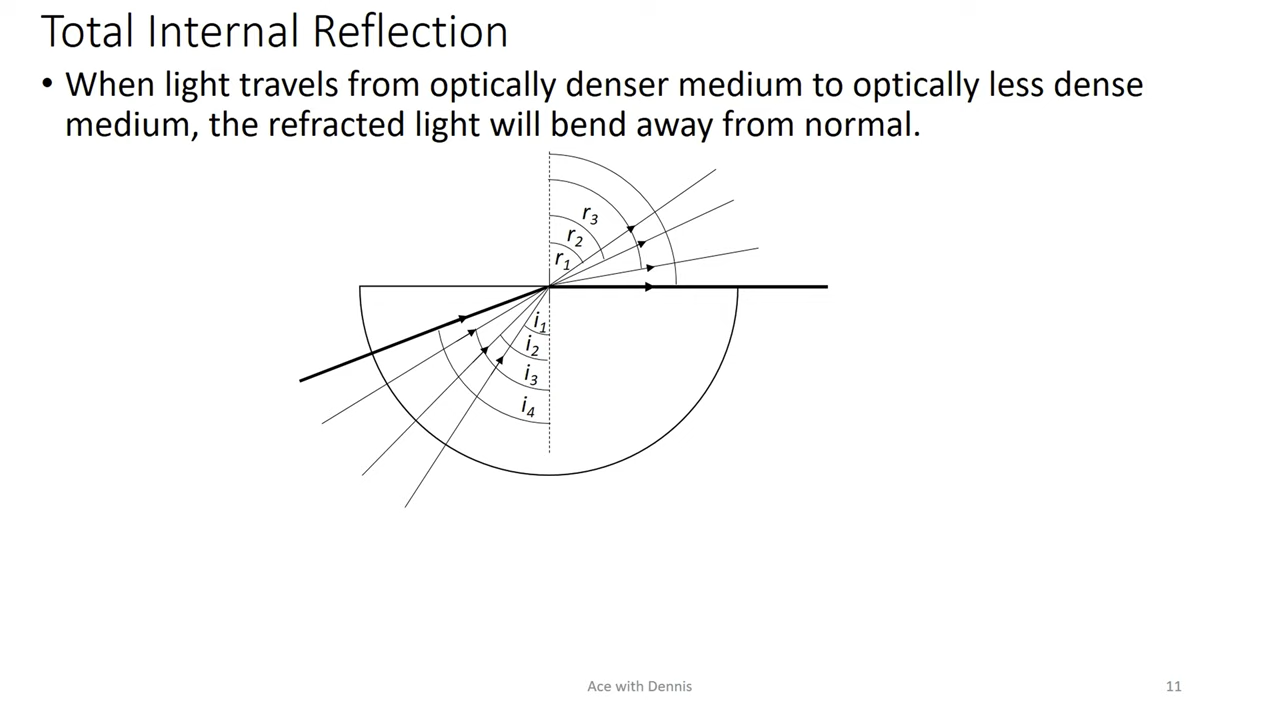 Total Internal Reflection
• When light travels from optically denser medium to optically less dense
medium, the refracted light will bend away from normal.
r3
r2
r1
i1
i2
i3
i4
Ace with Dennis
11